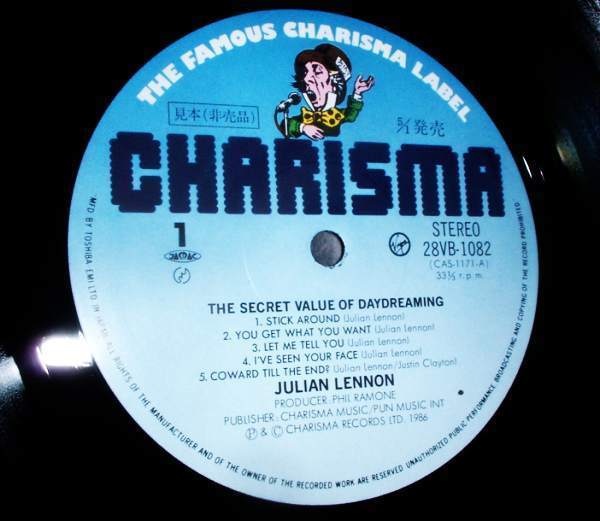 THE FAMOUS CHARISMA LABEL
見本(非売品)
5/1発売
CHARISMA
1
STEREO
28VB-1082
(CAS-1171-A)
33⅓ r.p.m.
Virgin
THE SECRET VALUE OF DAYDREAMING
1. STICK AROUND (Julian Lennon)
2. YOU GET WHAT YOU WANT (Julian Lennon)
3. LET ME TELL YOU (Julian Lennon)
4. I'VE SEEN YOUR FACE (Julian Lennon)
5. COWARD TILL THE END? (Julian Lennon/Justin Clayton)
JULIAN LENNON
PRODUCER: PHIL RAMONE
PUBLISHER: CHARISMA MUSIC/PUN MUSIC INT
Ⓟ & © CHARISMA RECORDS LTD. 1986
MFD BY TOSHIBA EMI LTD IN JAPAN. ALL RIGHTS OF THE MANUFACTURER AND OF THE OWNER OF THE RECORDED WORK ARE RESERVED. UNAUTHORIZED PUBLIC PERFORMANCE BROADCASTING AND COPYING OF THE RECORD PROHIBITED.